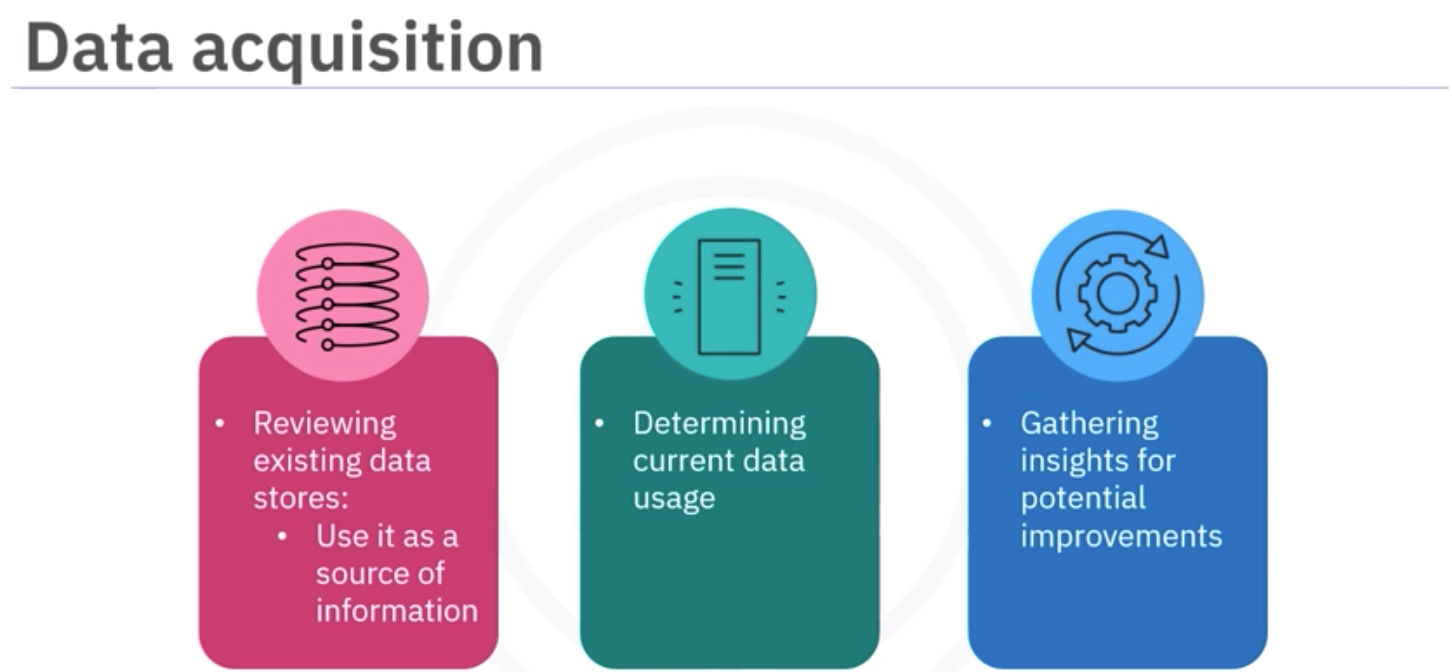 Data acquisition
• Reviewing
existing data
stores:
• Use it as a
source of
information
• Determining
current data
usage
• Gathering
insights for
potential
improvements